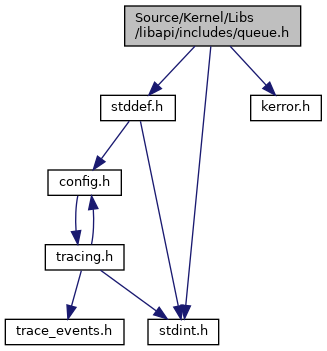 Source/Kernel/Libs
/libapi/includes/queue.h
stddef.h
kerror.h
config.h
tracing.h
trace_events.h
stdint.h